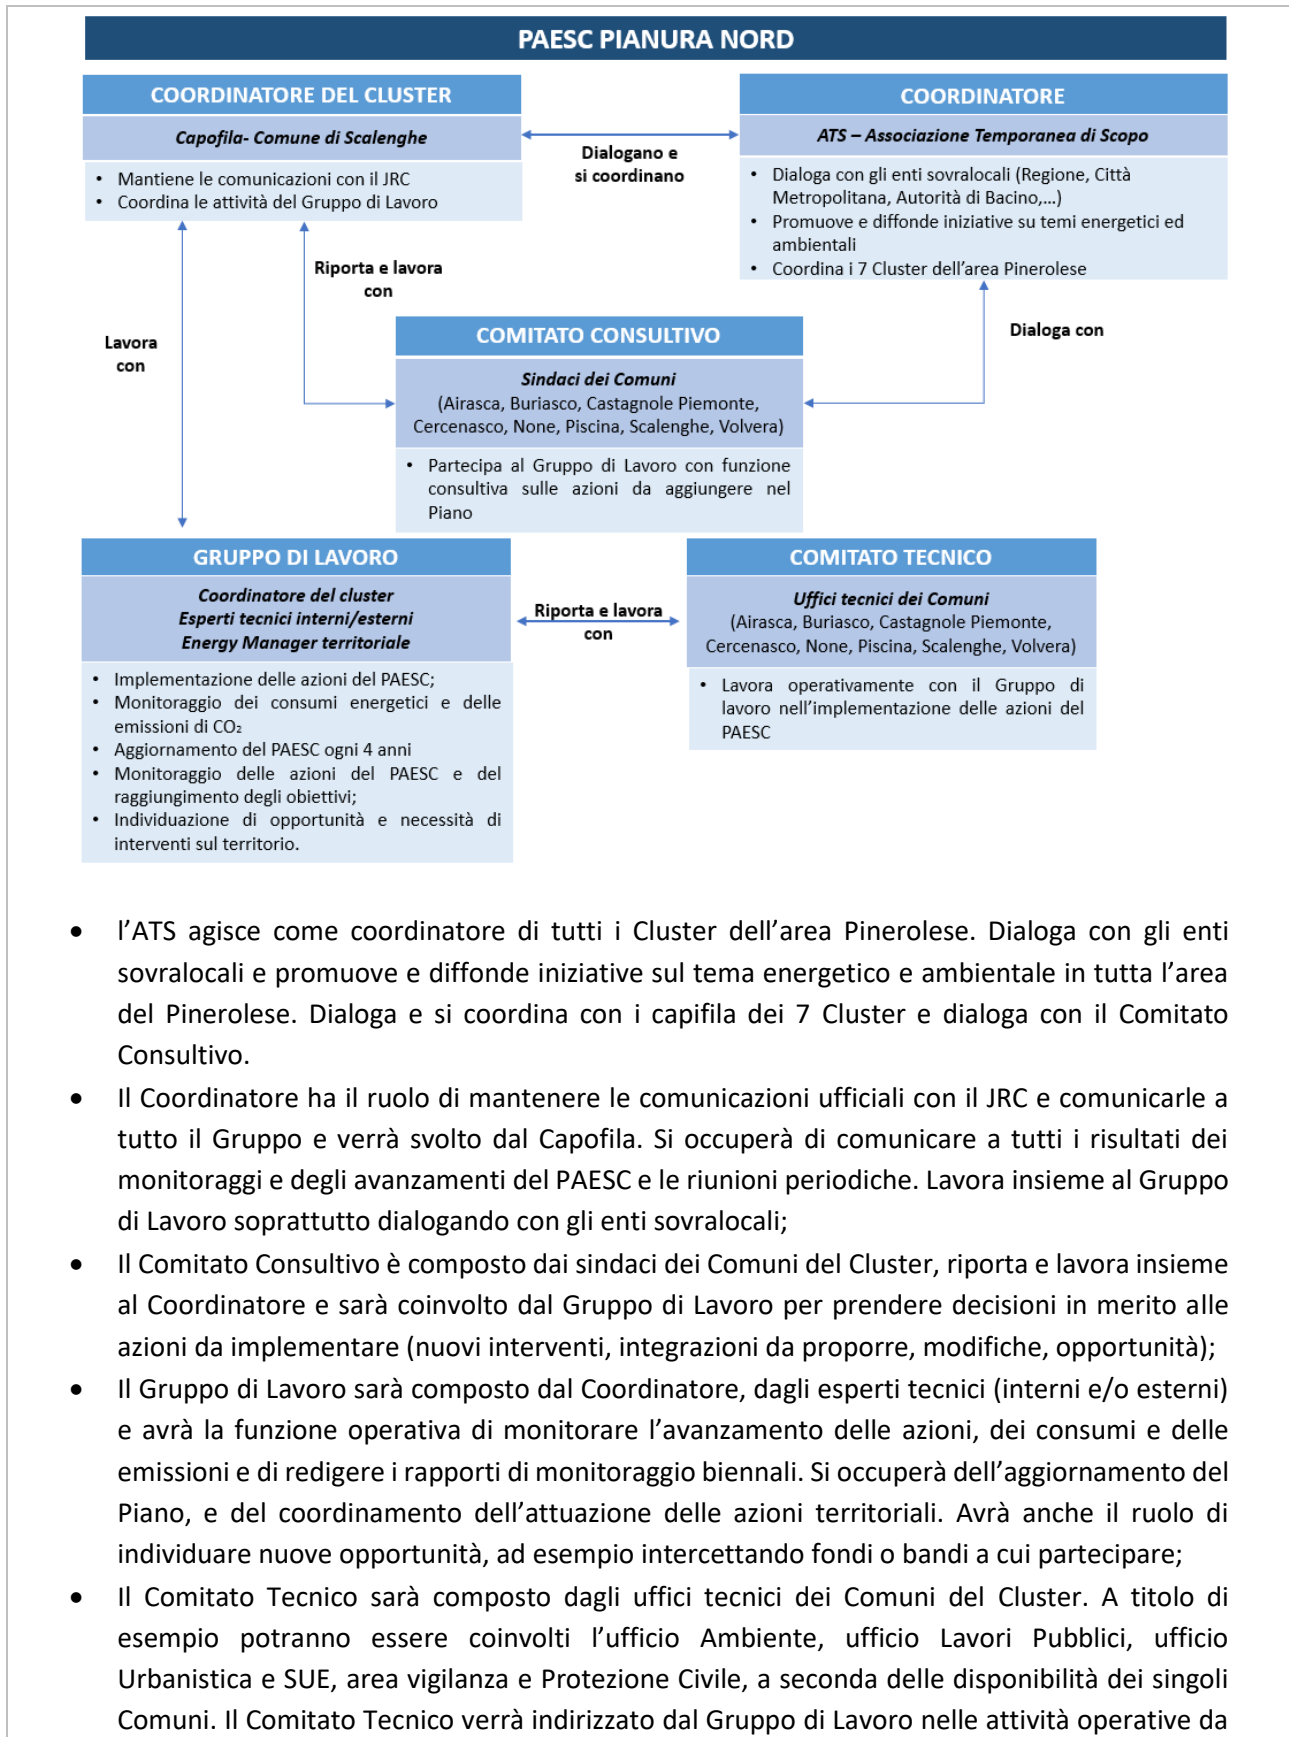 PAESC PIANURA NORD
COORDINATORE DEL CLUSTER
Capofila- Comune di Scalenghe
• Mantiene le comunicazioni con il JRC
• Coordina le attività del Gruppo di Lavoro
Dialogano e
si coordinano
COORDINATORE
ATS – Associazione Temporanea di Scopo
• Dialoga con gli enti sovralocali (Regione, Città
Metropolitana, Autorità di Bacino,...)
• Promuove e diffonde iniziative su temi energetici ed
ambientali
• Coordina i 7 Cluster dell’area Pinerolese
Riporta e lavora
con
Lavora
con
Dialoga con
COMITATO CONSULTIVO
Sindaci dei Comuni
(Airasca, Buriasco, Castagnole Piemonte,
Cercenasco, None, Piscina, Scalenghe, Volvera)
• Partecipa al Gruppo di Lavoro con funzione
consultiva sulle azioni da aggiungere nel
Piano
GRUPPO DI LAVORO
Coordinatore del cluster
Esperti tecnici interni/esterni
Energy Manager territoriale
• Implementazione delle azioni del PAESC;
• Monitoraggio dei consumi energetici e delle
emissioni di CO₂
• Aggiornamento del PAESC ogni 4 anni
• Monitoraggio delle azioni del PAESC e del
raggiungimento degli obiettivi;
• Individuazione di opportunità e necessità di
interventi sul territorio.
Riporta e lavora
con
COMITATO TECNICO
Uffici tecnici dei Comuni
(Airasca, Buriasco, Castagnole Piemonte,
Cercenasco, None, Piscina, Scalenghe, Volvera)
• Lavora operativamente con il Gruppo di
lavoro nell’implementazione delle azioni del
PAESC
• l’ATS agisce come coordinatore di tutti i Cluster dell’area Pinerolese. Dialoga con gli enti
sovralocali e promuove e diffonde iniziative sul tema energetico e ambientale in tutta l’area
del Pinerolese. Dialoga e si coordina con i capifila dei 7 Cluster e dialoga con il Comitato
Consultivo.
• Il Coordinatore ha il ruolo di mantenere le comunicazioni ufficiali con il JRC e comunicarle a
tutto il Gruppo e verrà svolto dal Capofila. Si occuperà di comunicare a tutti i risultati dei
monitoraggi e degli avanzamenti del PAESC e le riunioni periodiche. Lavora insieme al Gruppo
di Lavoro soprattutto dialogando con gli enti sovralocali;
• Il Comitato Consultivo è composto dai sindaci dei Comuni del Cluster, riporta e lavora insieme
al Coordinatore e sarà coinvolto dal Gruppo di Lavoro per prendere decisioni in merito alle
azioni da implementare (nuovi interventi, integrazioni da proporre, modifiche, opportunità);
• Il Gruppo di Lavoro sarà composto dal Coordinatore, dagli esperti tecnici (interni e/o esterni)
e avrà la funzione operativa di monitorare l’avanzamento delle azioni, dei consumi e delle
emissioni e di redigere i rapporti di monitoraggio biennali. Si occuperà dell’aggiornamento del
Piano, e del coordinamento dell’attuazione delle azioni territoriali. Avrà anche il ruolo di
individuare nuove opportunità, ad esempio intercettando fondi o bandi a cui partecipare;
• Il Comitato Tecnico sarà composto dagli uffici tecnici dei Comuni del Cluster. A titolo di
esempio potranno essere coinvolti l’ufficio Ambiente, ufficio Lavori Pubblici, ufficio
Urbanistica e SUE, area vigilanza e Protezione Civile, a seconda delle disponibilità dei singoli
Comuni. Il Comitato Tecnico verrà indirizzato dal Gruppo di Lavoro nelle attività operative da